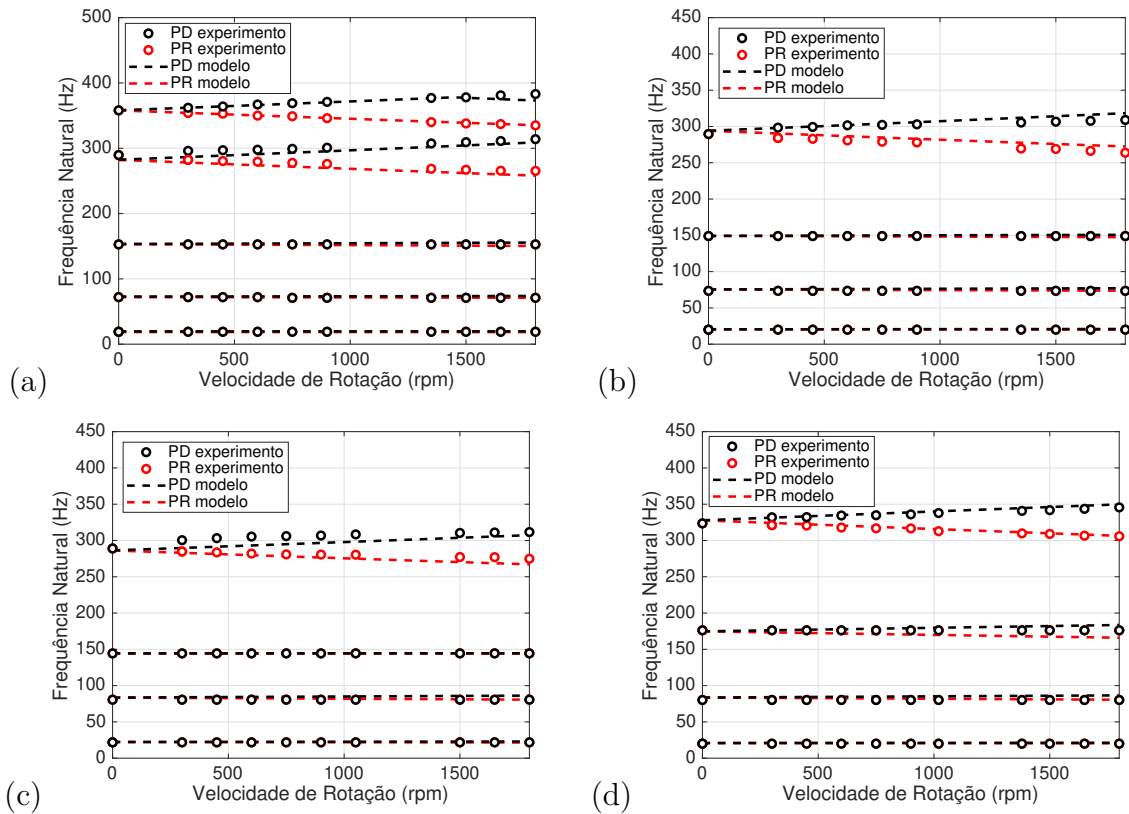 500
400
300
200
100
0
Frequência Natural (Hz)
PD experimento
PR experimento
PD modelo
PR modelo
0 500 1000 1500
Velocidade de Rotação (rpm)
(a)
450
400
350
300
250
200
150
100
50
0
Frequência Natural (Hz)
PD experimento
PR experimento
PD modelo
PR modelo
0 500 1000 1500
Velocidade de Rotação (rpm)
(b)
450
400
350
300
250
200
150
100
50
0
Frequência Natural (Hz)
PD experimento
PR experimento
PD modelo
PR modelo
0 500 1000 1500
Velocidade de Rotação (rpm)
(c)
450
400
350
300
250
200
150
100
50
0
Frequência Natural (Hz)
PD experimento
PR experimento
PD modelo
PR modelo
0 500 1000 1500
Velocidade de Rotação (rpm)
(d)